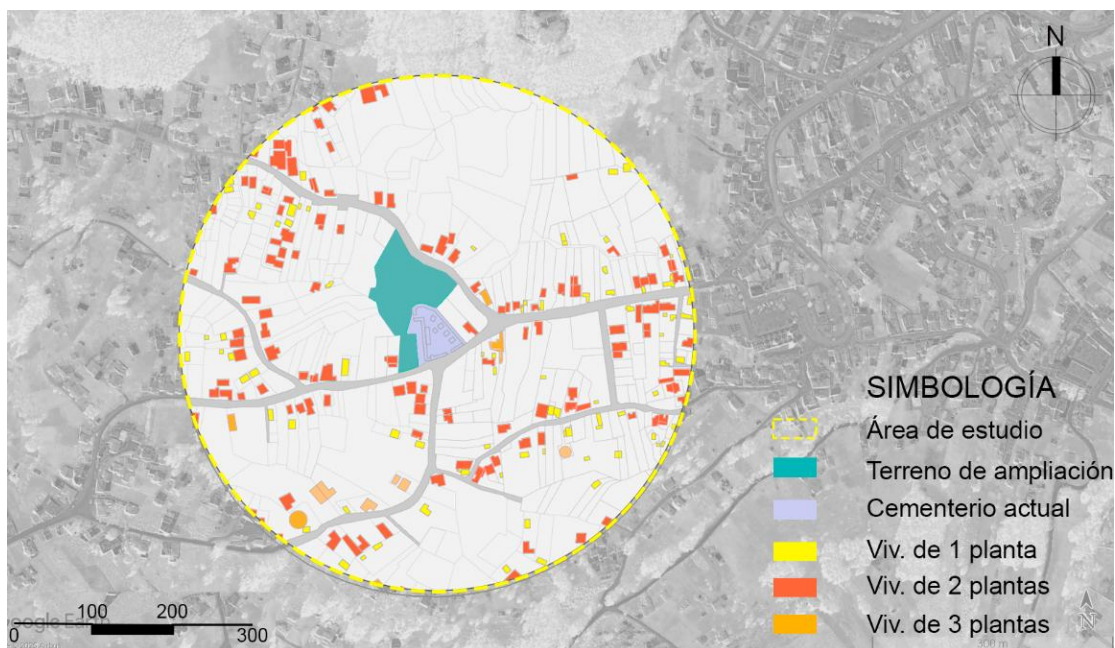 N
SIMBOLOGÍA
Área de estudio
Terreno de ampliación
Cementerio actual
Viv. de 1 planta
Viv. de 2 plantas
Viv. de 3 plantas
100 200
0 300
300 m
N